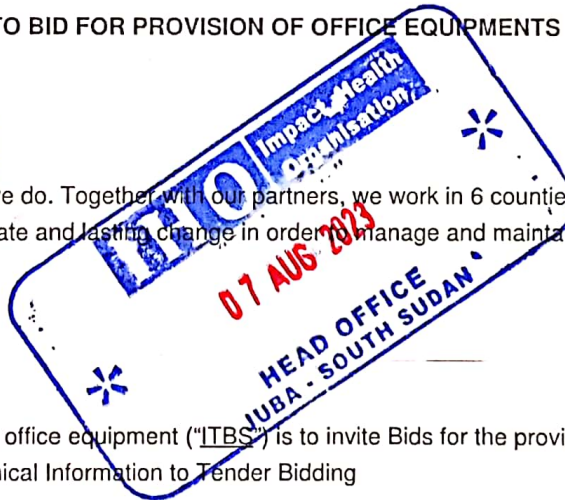 TO BID FOR PROVISION OF OFFICE EQUIPMENTS
IHO
Impact Health
Organisation
we do. Together with our partners, we work in 6 countie
ate and lasting change in order to manage and mainta
07 AUG 2023
HEAD OFFICE
JUBA - SOUTH SUDAN
office equipment ("ITBS") is to invite Bids for the provi
nical Information to Tender Bidding